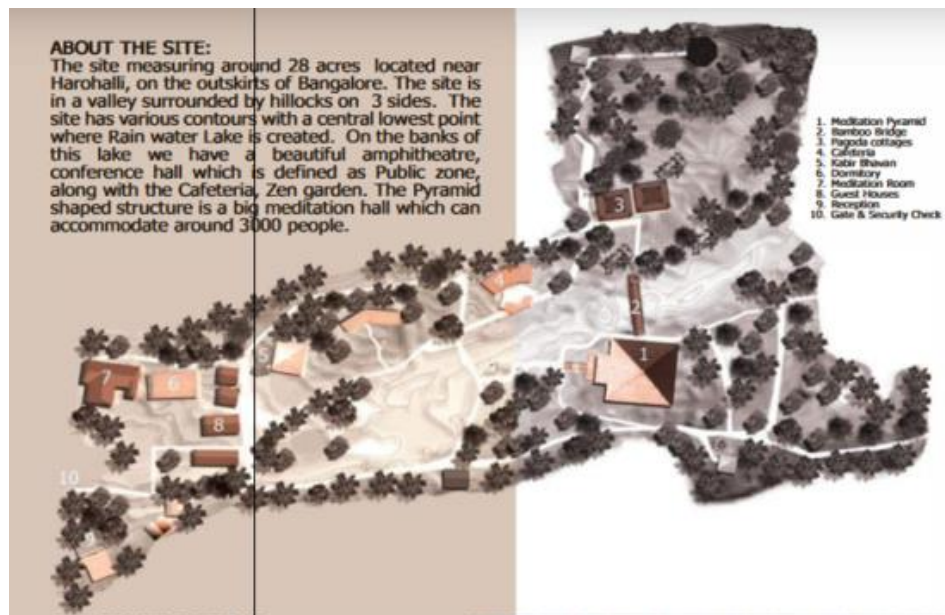 ABOUT THE SITE:
The site measuring around 28 acres located near
Harohalli, on the outskirts of Bangalore. The site is
in a valley surrounded by hillocks on 3 sides. The
site has various contours with a central lowest point
where Rain water Lake is created. On the banks of
this lake we have a beautiful amphitheatre,
conference hall which is defined as Public zone,
along with the Cafeteria, Zen garden. The Pyramid
shaped structure is a big meditation hall which can
accommodate around 3000 people.
1. Meditation Pyramid
2. Bamboo Bridge
3. Pagoda cottages
4. Cafeteria
5. Kabir Bhavan
6. Dormitory
7. Meditation Room
8. Guest Houses
9. Reception
10. Gate & Security Check
3
4
2
1
5
7
6
8
10
9